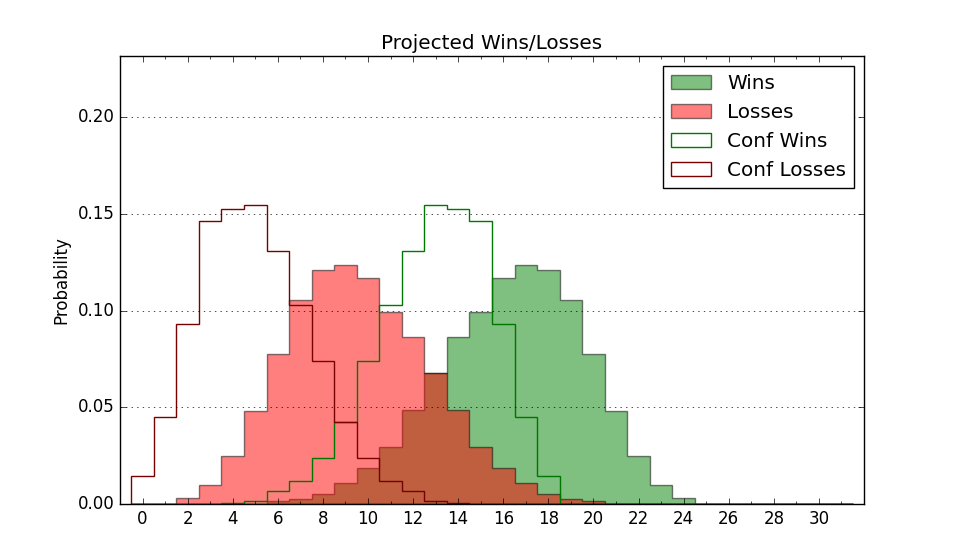 Projected Wins/Losses
Wins
Losses
Conf Wins
Conf Losses
Probability
0.20
0.15
0.10
0.05
0.00
0 2 4 6 8 10 12 14 16 18 20 22 24 26 28 30